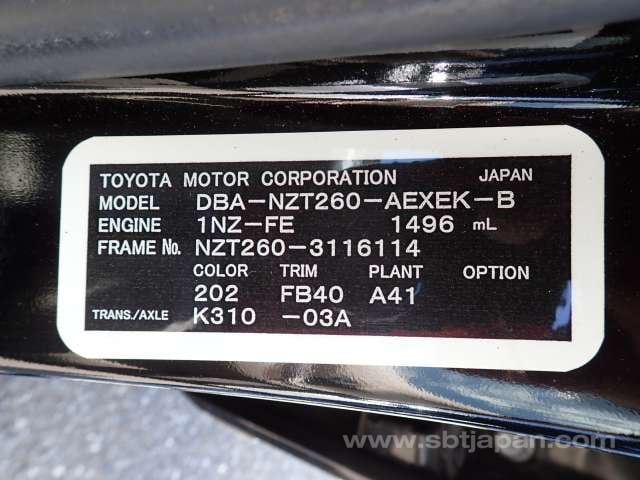 TOYOTA MOTOR CORPORATION JAPAN
MODEL DBA-NZT260-AEXEK-B
ENGINE 1NZ-FE 1496 mL
FRAME No. NZT260-3116114
COLOR TRIM PLANT OPTION
202 FB40 A41
TRANS./AXLE K310 -03A
www.sbtjapan.com